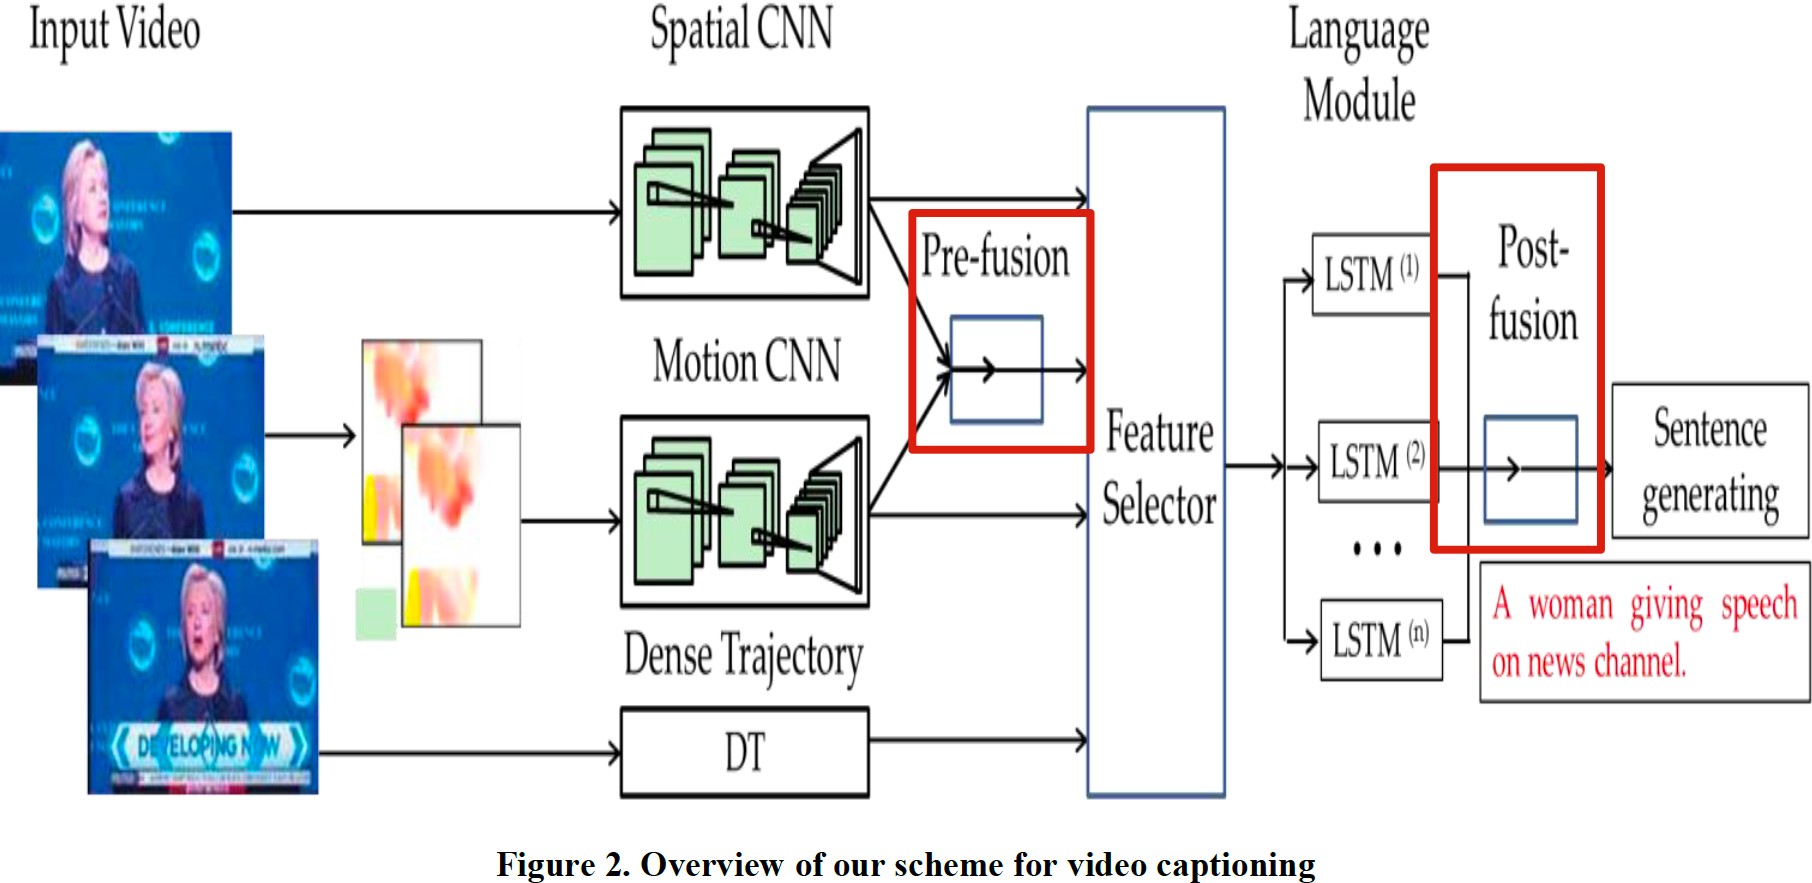 Input Video
Spatial CNN
Language
Module
Pre-fusion
Post-
fusion
LSTM (1)
Motion CNN
Feature
Selector
LSTM (2)
Sentence
generating
...
LSTM (n)
A woman giving speech
on news channel.
Dense Trajectory
DT
DEVELOPING NOW
Figure 2. Overview of our scheme for video captioning